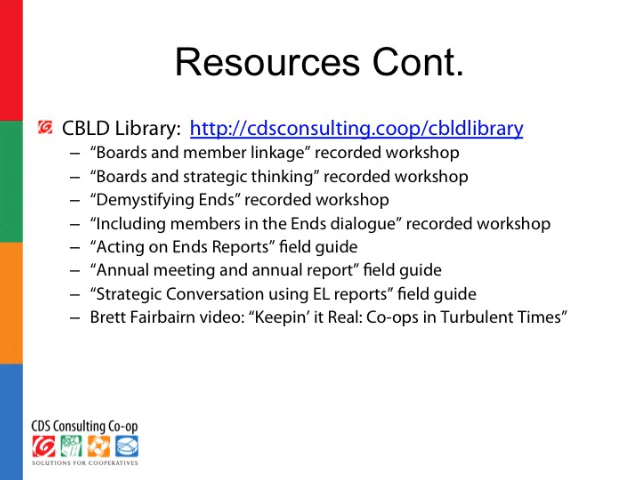 Resources Cont.
CBLD Library: http://cdsconsulting.coop/cbldlibrary
– “Boards and member linkage” recorded workshop
– “Boards and strategic thinking” recorded workshop
– “Demystifying Ends” recorded workshop
– “Including members in the Ends dialogue” recorded workshop
– “Acting on Ends Reports” field guide
– “Annual meeting and annual report” field guide
– “Strategic Conversation using EL reports” field guide
– Brett Fairbairn video: “Keepin’ it Real: Co-ops in Turbulent Times”
CDS Consulting Co-op
SOLUTIONS FOR COOPERATIVES